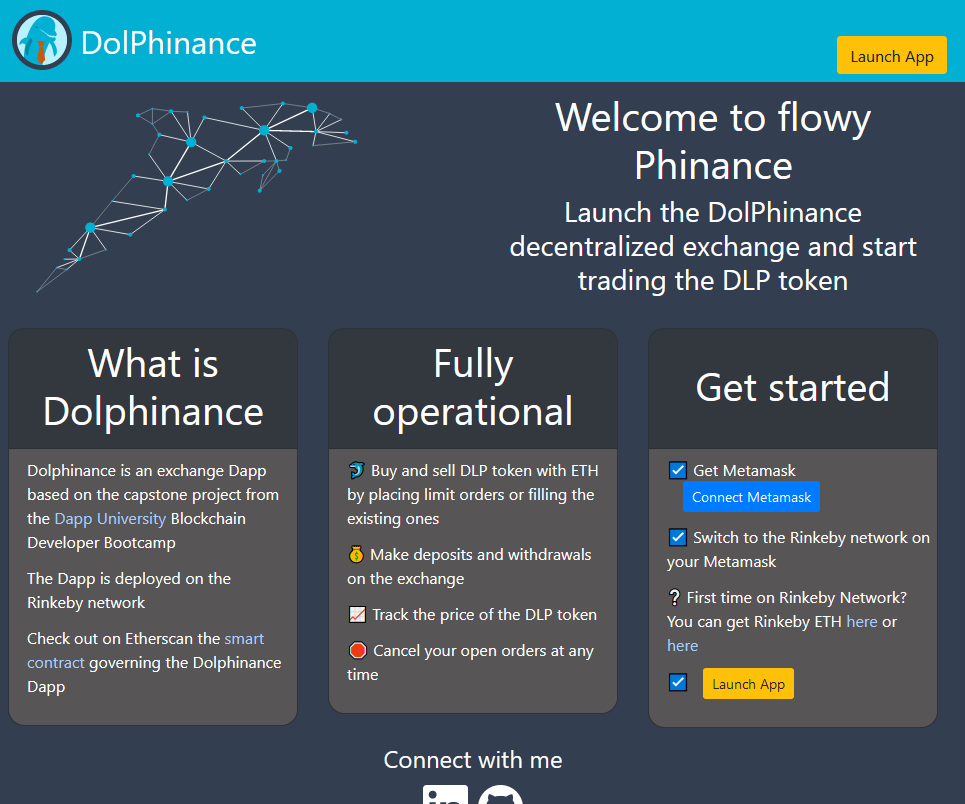 DolPhinance
Launch App
Welcome to flowy
Phinance
Launch the DolPhinance
decentralized exchange and start
trading the DLP token
What is
Dolphinance
Dolphinance is an exchange Dapp
based on the capstone project from
the Dapp University Blockchain
Developer Bootcamp
The Dapp is deployed on the
Rinkeby network
Check out on Etherscan the smart
contract governing the Dolphinance
Dapp
Fully
operational
🐬 Buy and sell DLP token with ETH
by placing limit orders or filling the
existing ones
💰 Make deposits and withdrawals
on the exchange
📈 Track the price of the DLP token
🛑 Cancel your open orders at any
time
Get started
☑ Get Metamask
Connect Metamask
☑ Switch to the Rinkeby network on
your Metamask
❔ First time on Rinkeby Network?
You can get Rinkeby ETH here or
here
☑ Launch App
Connect with me